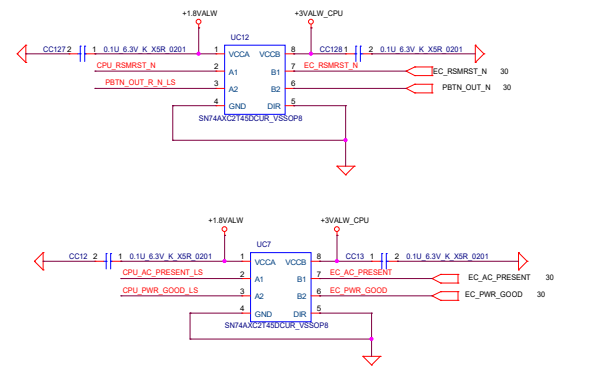 +1.8VALW +3VALW_CPU
UC12
CC127 2 1 0.1U_6.3V_K_X5R_0201 1 VCCA VCCB 8 CC128 1 2 0.1U_6.3V_K_X5R_0201
CPU_RSMRST_N 2 A1 B1 7 EC_RSMRST_N EC_RSMRST_N 30
PBTN_OUT_R_N_LS 3 A2 B2 6 PBTN_OUT_N 30
4 GND DIR 5
SN74AXC2T45DCUR_VSSOP8
+1.8VALW +3VALW_CPU
UC7
CC12 2 1 0.1U_6.3V_K_X5R_0201 1 VCCA VCCB 8 CC13 1 2 0.1U_6.3V_K_X5R_0201
CPU_AC_PRESENT_LS 2 A1 B1 7 EC_AC_PRESENT EC_AC_PRESENT 30
CPU_PWR_GOOD_LS 3 A2 B2 6 EC_PWR_GOOD EC_PWR_GOOD 30
4 GND DIR 5
SN74AXC2T45DCUR_VSSOP8